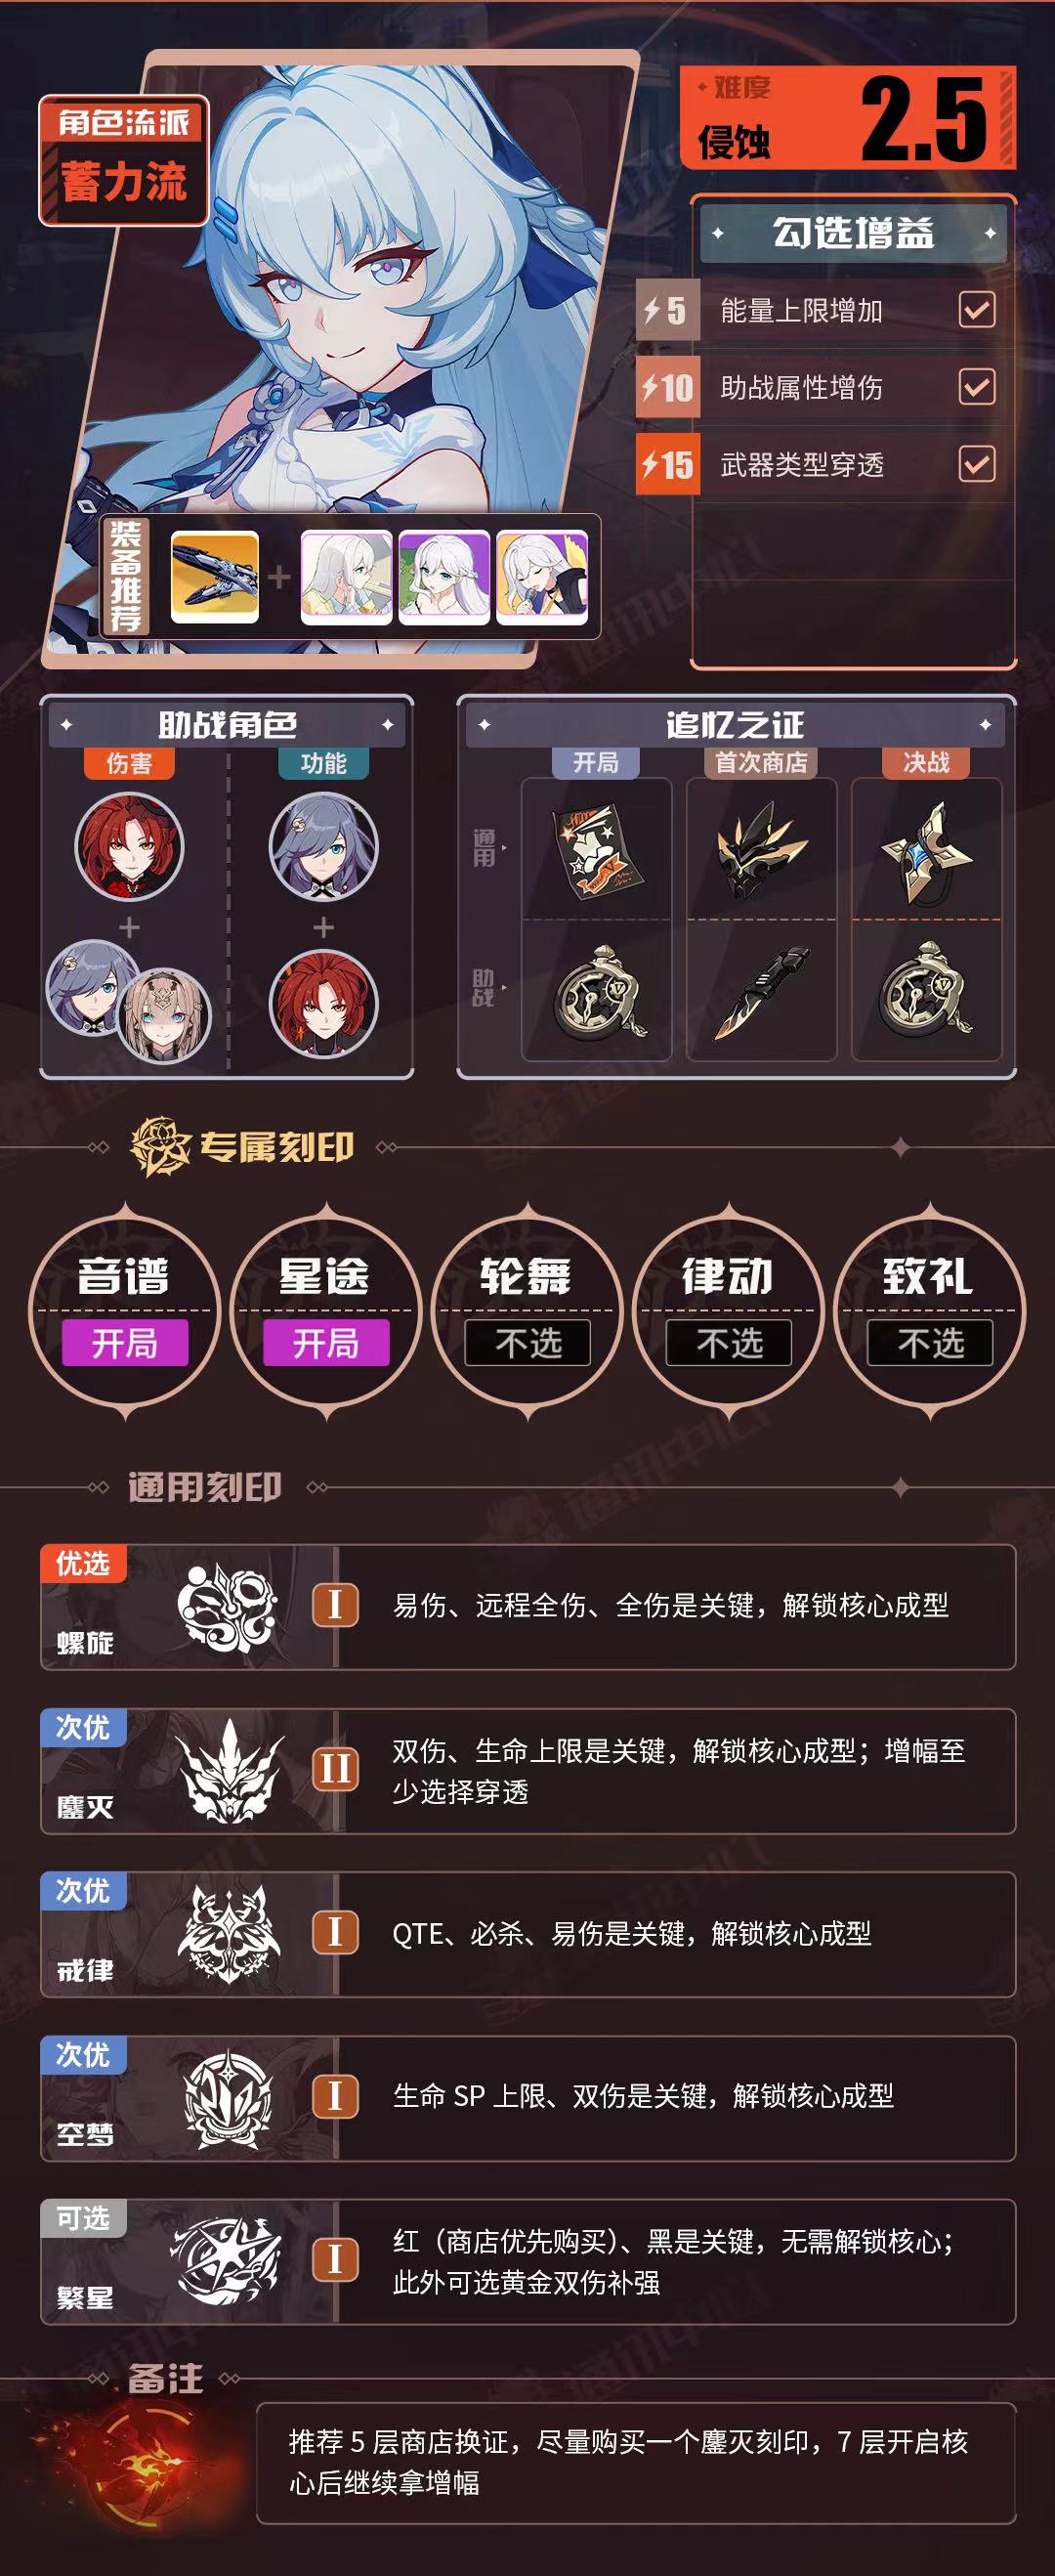 角色流派
蓄力流
难度
侵蚀
2.5
勾选增益
5
能量上限增加
10
助战属性增伤
15
武器类型穿透
装备推荐
助战角色
伤害
功能
追忆之证
开局
首次商店
决战
通用
助战
专属刻印
音谱
开局
星途
开局
轮舞
不选
律动
不选
致礼
不选
通用刻印
优选
螺旋
I
易伤、远程全伤、全伤是关键，解锁核心成型
次优
鏖灭
II
双伤、生命上限是关键，解锁核心成型；增幅至
少选择穿透
次优
戒律
I
QTE、必杀、易伤是关键，解锁核心成型
次优
空梦
I
生命 SP 上限、双伤是关键，解锁核心成型
可选
繁星
I
红（商店优先购买）、黑是关键，无需解锁核心；
此外可选黄金双伤补强
备注
推荐 5 层商店换证，尽量购买一个鏖灭刻印，7 层开启核
心后继续拿增幅